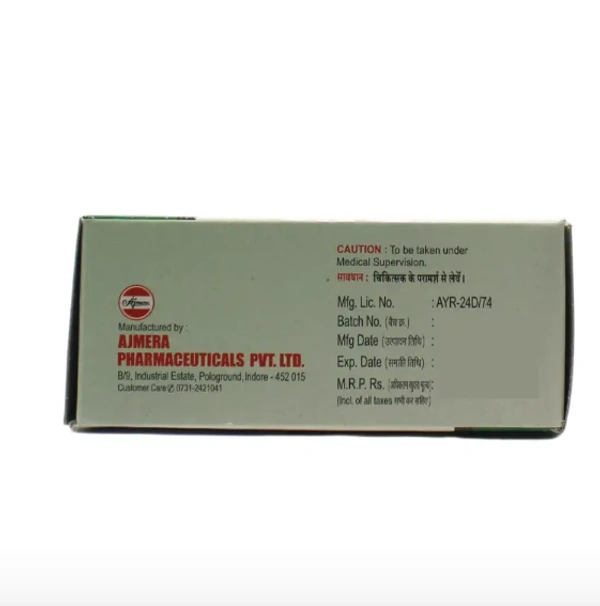 Ajmera
Manufactured by :
AJMERA
PHARMACEUTICALS PVT. LTD.
B/9, Industrial Estate, Pologround, Indore - 452 015
Customer Care ✆ 0731-2421041
CAUTION : To be taken under
Medical Supervision.
सावधान : चिकित्सक के परामर्श से लेवें।
Mfg. Lic. No. : AYR-24D/74
Batch No. (बैच क्र.) :
Mfg Date (उत्पादन तिथि) :
Exp. Date (समाप्ति तिथि) :
M.R.P. Rs. (अधिकतम खुदरा मूल्य):
(Incl. of all taxes सभी कर सहित)